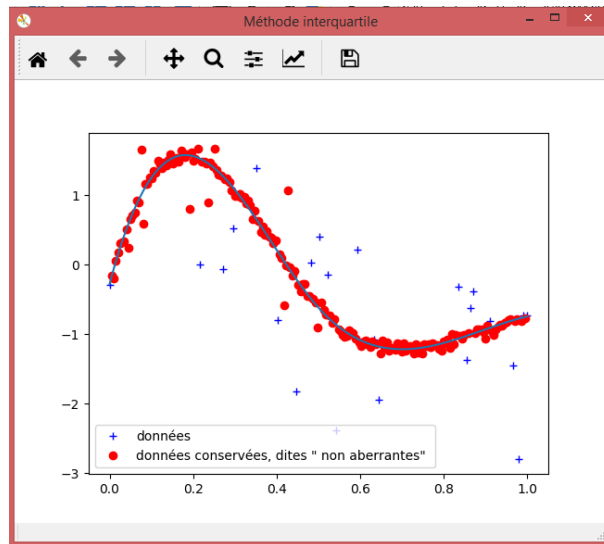 Méthode interquartile
1
0
−1
−2
−3
données
données conservées, dites " non aberrantes"
0.0 0.2 0.4 0.6 0.8 1.0